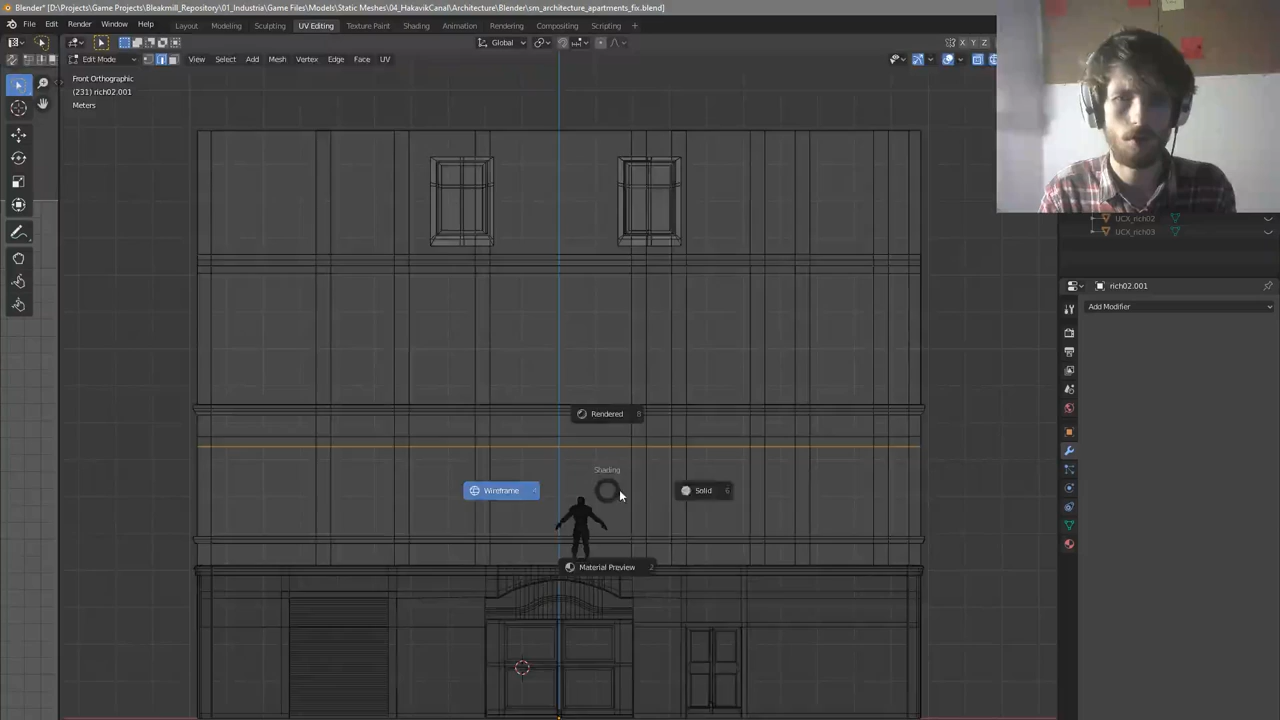 Blender* [D:\Projects\Game Projects\Bleakmill_Repository\01_Industria\Game Files\Models\Static Meshes\04_HakavikCanal\Architecture\Blender\sm_architecture_apartments_fix.blend]
File Edit Render Window Help Layout Modeling Sculpting UV Editing Texture Paint Shading Animation Rendering Compositing Scripting +
Global X Y Z
Edit Mode View Select Add Mesh Vertex Edge Face UV
Front Orthographic
(231) rich02.001
Meters
UCX_rich02
UCX_rich03
rich02.001
Add Modifier
Rendered 8
Shading
Wireframe 4
Solid 6
Material Preview 2